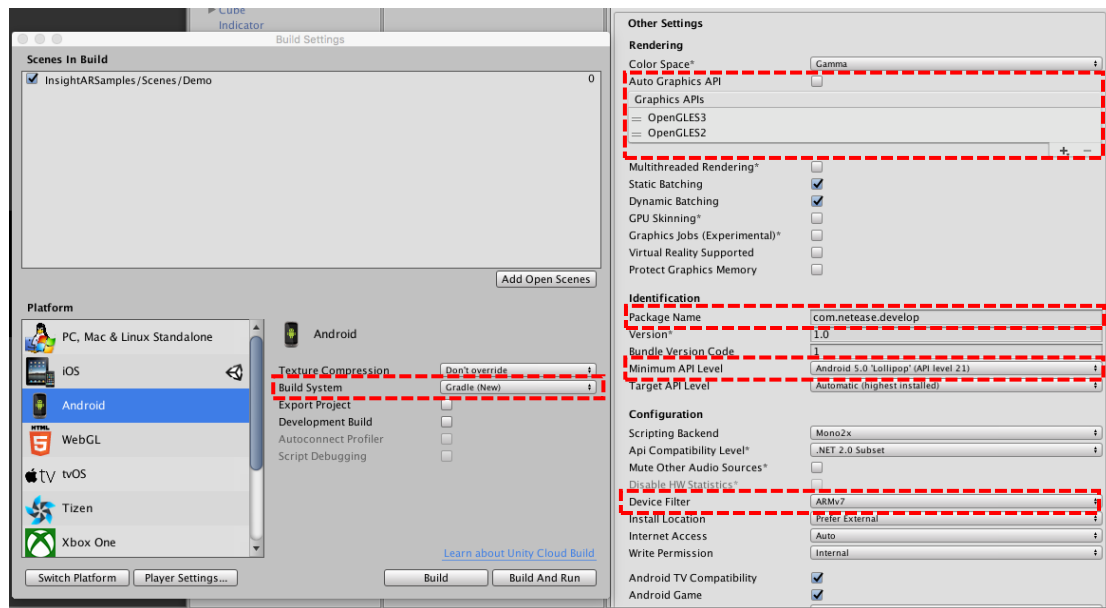 Cube
Indicator
Build Settings
Scenes In Build
InsightARSamples/Scenes/Demo 0
Add Open Scenes
Platform
PC, Mac & Linux Standalone
iOS
Android
HTML
WebGL
tv tvOS
Tizen
Xbox One
Android
Texture Compression Don't override
Build System Gradle (New)
Export Project
Development Build
Autoconnect Profiler
Script Debugging
Learn about Unity Cloud Build
Switch Platform Player Settings... Build Build And Run
Other Settings
Rendering
Color Space* Gamma
Auto Graphics API
Graphics APIs
= OpenGLES3
= OpenGLES2
Multithreaded Rendering*
Static Batching
Dynamic Batching
GPU Skinning*
Graphics Jobs (Experimental)*
Virtual Reality Supported
Protect Graphics Memory
Identification
Package Name com.netease.develop
Version* 1.0
Bundle Version Code 1
Minimum API Level Android 5.0 'Lollipop' (API level 21)
Target API Level Automatic (highest installed)
Configuration
Scripting Backend Mono2x
Api Compatibility Level* .NET 2.0 Subset
Mute Other Audio Sources*
Disable HW Statistics*
Device Filter ARMv7
Install Location Prefer External
Internet Access Auto
Write Permission Internal
Android TV Compatibility
Android Game